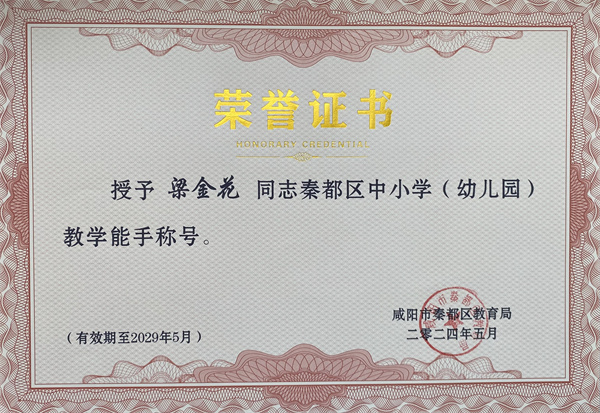 荣誉证书
HONORARY CREDENTIAL
授予 梁金花 同志秦都区中小学（幼儿园）
教学能手称号。
咸阳市秦都区教育局
二〇二四年五月
（有效期至2029年5月）